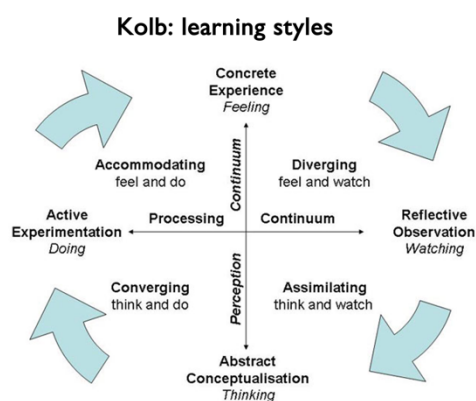 Kolb: learning styles
Concrete
Experience
Feeling
Accommodating
feel and do
Continuum
Diverging
feel and watch
Active
Experimentation
Doing
Processing
Continuum
Reflective
Observation
Watching
Converging
think and do
Perception
Assimilating
think and watch
Abstract
Conceptualisation
Thinking